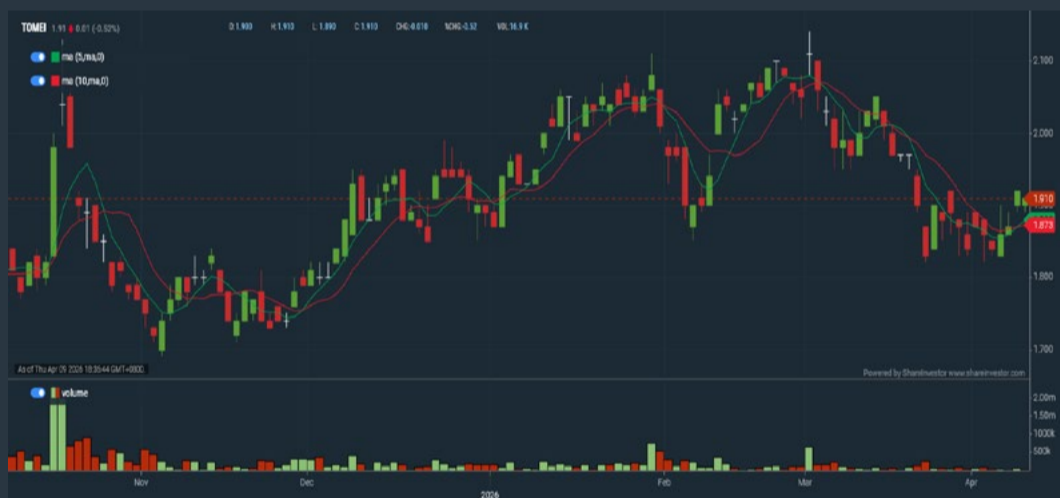 TOMEI 1.91 0.01 (-0.52%) O:1.900 H:1.910 L:1.890 C:1.910 CHG:-0.010 %CHG:-0.52 VOL:16.9 K
ma (5,ma,0)
ma (10,ma,0)
2.100
2.000
1.910
1.873
1.800
1.700
As of Thu Apr 09 2026 18:35:44 GMT+0800
Powered by ShareInvestor www.shareinvestor.com
volume
2.00m
1.50m
1000k
500k
Nov Dec Feb Mar Apr
2026